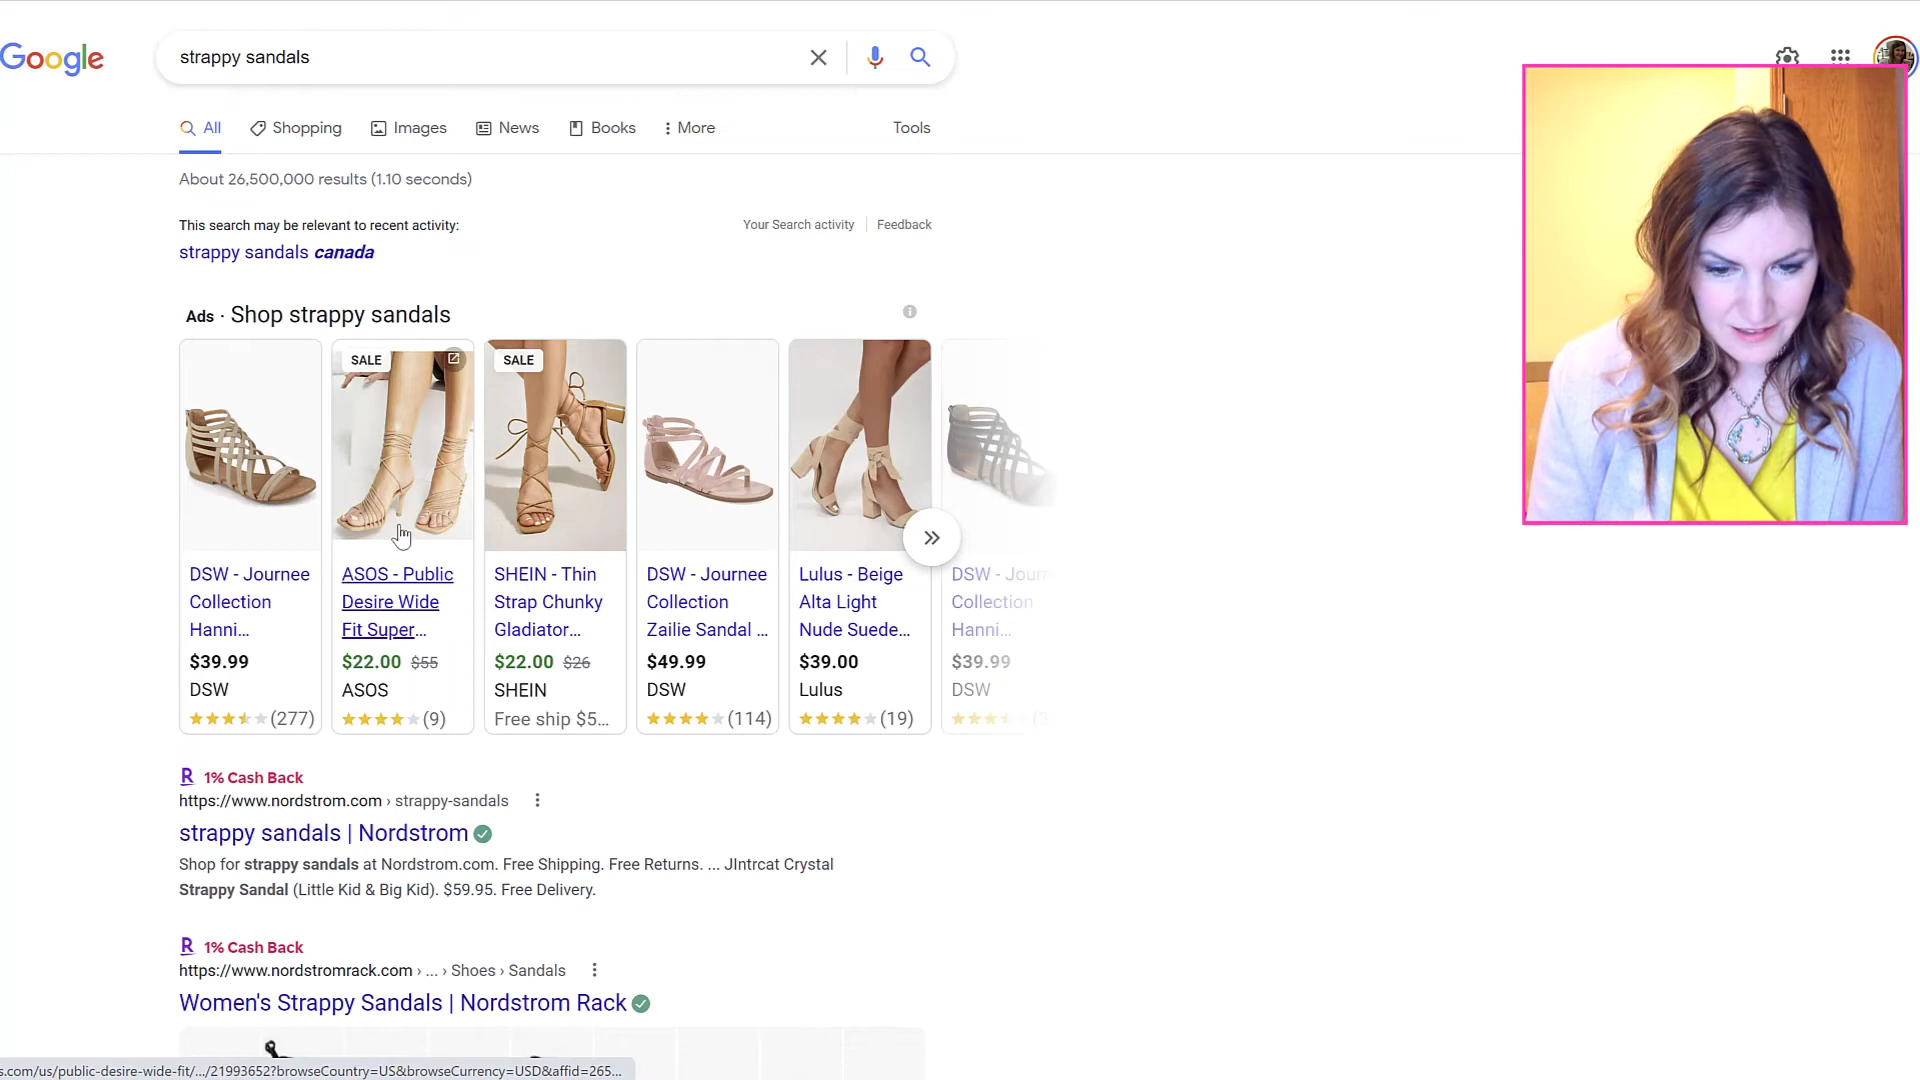 Google
strappy sandals
All
Shopping
Images
News
Books
More
Tools
About 26,500,000 results (1.10 seconds)
This search may be relevant to recent activity:
Your Search activity
Feedback
strappy sandals canada
Ads · Shop strappy sandals
SALE
SALE
DSW - Journee
Collection
Hanni...
$39.99
DSW
(277)
ASOS - Public
Desire Wide
Fit Super...
$22.00 $55
ASOS
(9)
SHEIN - Thin
Strap Chunky
Gladiator...
$22.00 $26
SHEIN
Free ship $5...
DSW - Journee
Collection
Zailie Sandal ...
$49.99
DSW
(114)
Lulus - Beige
Alta Light
Nude Suede...
$39.00
Lulus
(19)
DSW - Journ
Collection
Hanni...
$39.99
DSW
R 1% Cash Back
https://www.nordstrom.com › strappy-sandals
strappy sandals | Nordstrom
Shop for strappy sandals at Nordstrom.com. Free Shipping. Free Returns. ... JIntrcat Crystal
Strappy Sandal (Little Kid & Big Kid). $59.95. Free Delivery.
R 1% Cash Back
https://www.nordstromrack.com › ... › Shoes › Sandals
Women's Strappy Sandals | Nordstrom Rack
s.com/us/public-desire-wide-fit/.../21993652?browseCountry=US&browseCurrency=USD&affid=265...